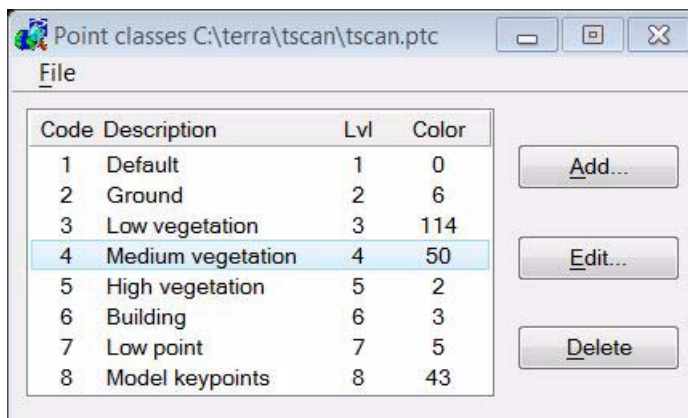 Point classes C:\terra\tscan\tscan.ptc
File
Code Description Lvl Color
1 Default 1 0
2 Ground 2 6
3 Low vegetation 3 114
4 Medium vegetation 4 50
5 High vegetation 5 2
6 Building 6 3
7 Low point 7 5
8 Model keypoints 8 43
Add...
Edit...
Delete